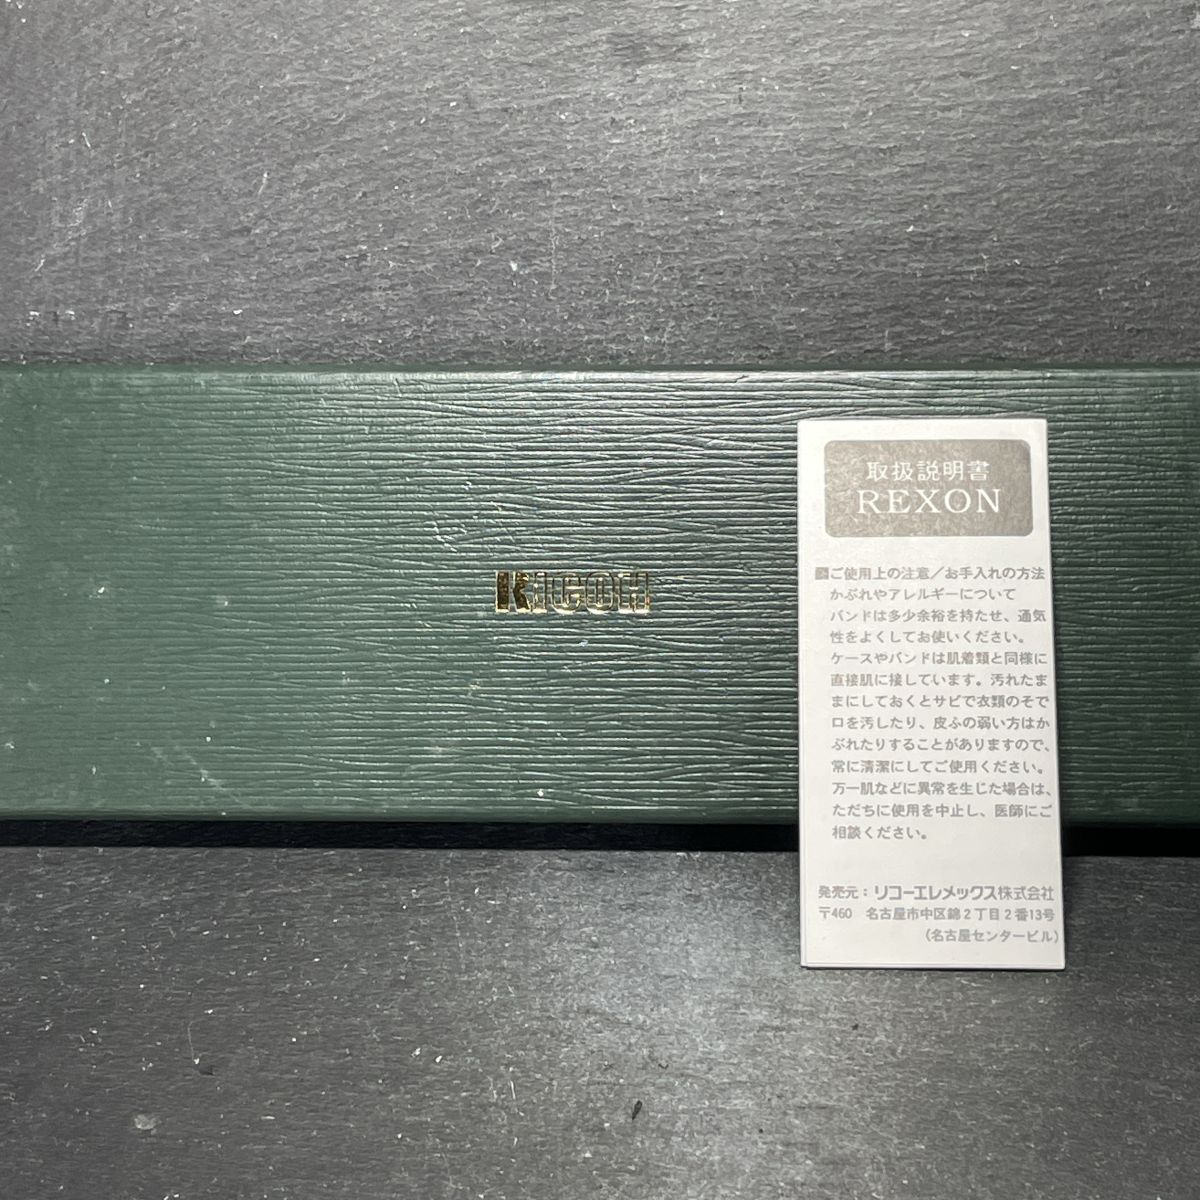 RICOH
取扱説明書
REXON
ご使用上の注意／お手入れの方法
かぶれやアレルギーについて
バンドは多少余裕を持たせ、通気
性をよくしてお使いください。
ケースやバンドは肌着類と同様に
直接肌に接しています。汚れたま
まにしておくとサビで衣類のそで
口を汚したり、皮ふの弱い方はか
ぶれたりすることがありますので、
常に清潔にしてご使用ください。
万一肌などに異常を生じた場合は、
ただちに使用を中止し、医師にご
相談ください。
発売元：リコーエレメックス株式会社
〒460 名古屋市中区錦2丁目2番13号
（名古屋センタービル）